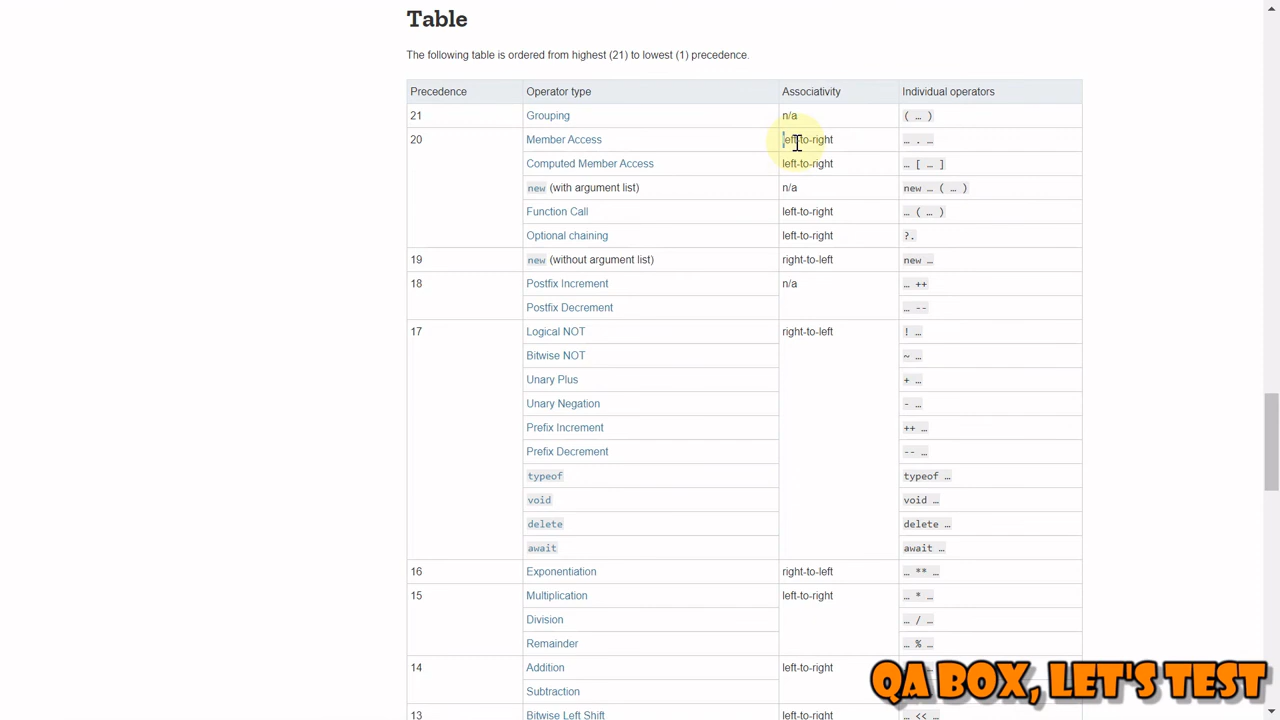 Table
The following table is ordered from highest (21) to lowest (1) precedence.
Precedence Operator type Associativity Individual operators
21 Grouping n/a ( … )
20 Member Access left-to-right … . …
Computed Member Access left-to-right … [ … ]
new (with argument list) n/a new … ( … )
Function Call left-to-right … ( … )
Optional chaining left-to-right ?.
19 new (without argument list) right-to-left new …
18 Postfix Increment n/a … ++
Postfix Decrement … --
17 Logical NOT right-to-left ! …
Bitwise NOT ~ …
Unary Plus + …
Unary Negation - …
Prefix Increment ++ …
Prefix Decrement -- …
typeof typeof …
void void …
delete delete …
await await …
16 Exponentiation right-to-left … ** …
15 Multiplication left-to-right … * …
Division … / …
Remainder … % …
14 Addition left-to-right
Subtraction
13 Bitwise Left Shift left-to-right … << …
QA BOX, LET'S TEST